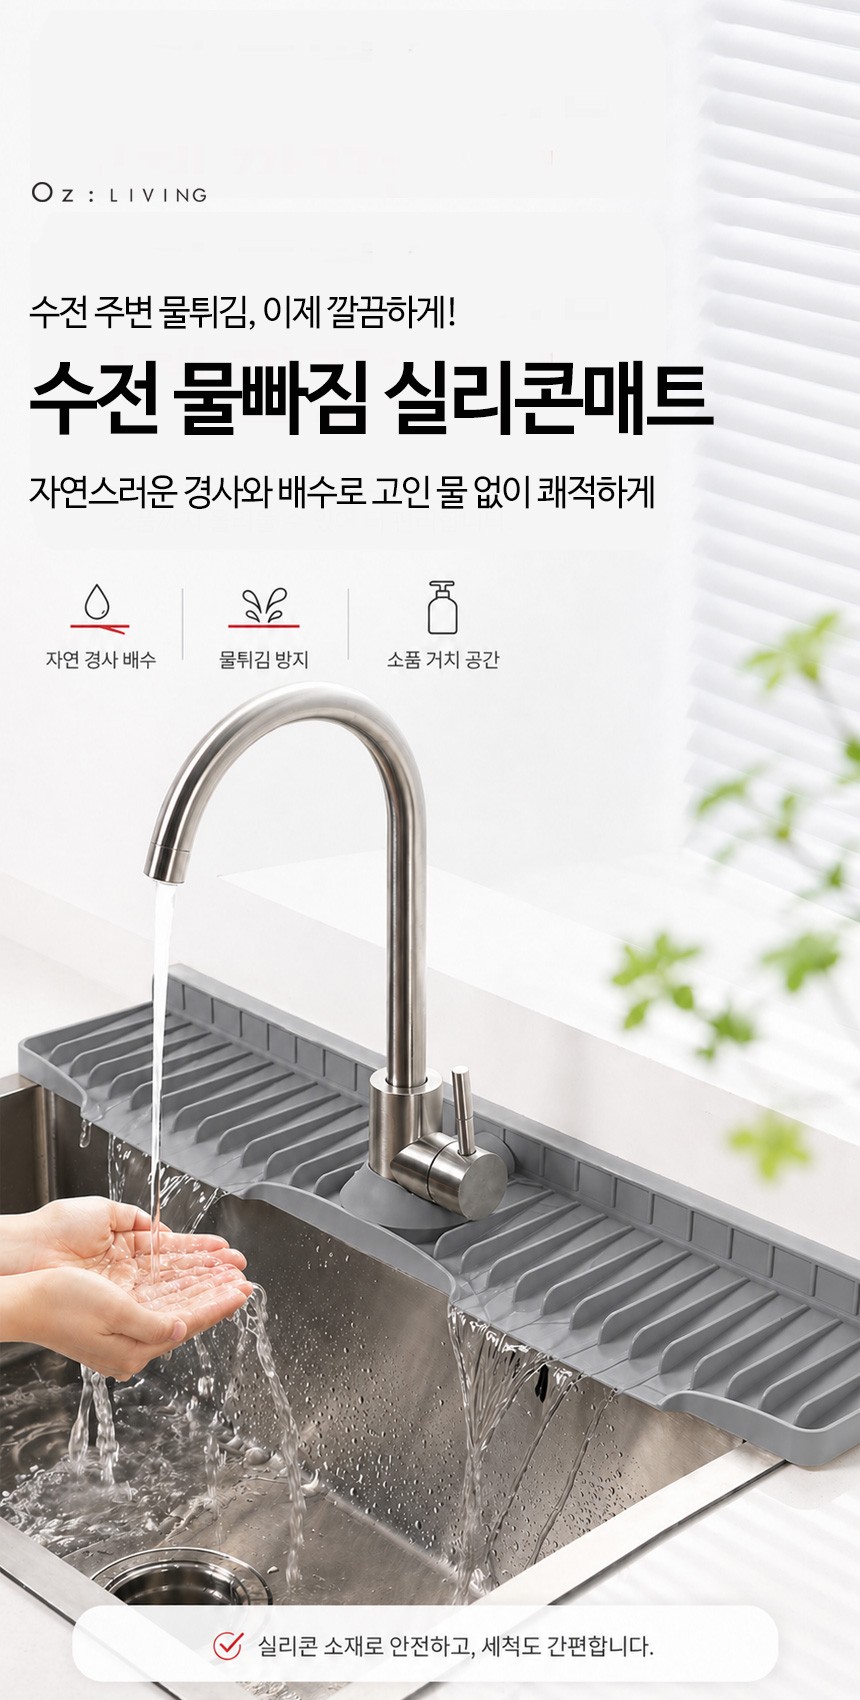 Oz: LIVING
수전 주변 물튀김, 이제 깔끔하게!
수전 물빠짐 실리콘매트
자연스러운 경사와 배수로 고인 물 없이 쾌적하게
자연 경사 배수
물튀김 방지
소품 거치 공간
실리콘 소재로 안전하고, 세척도 간편합니다.